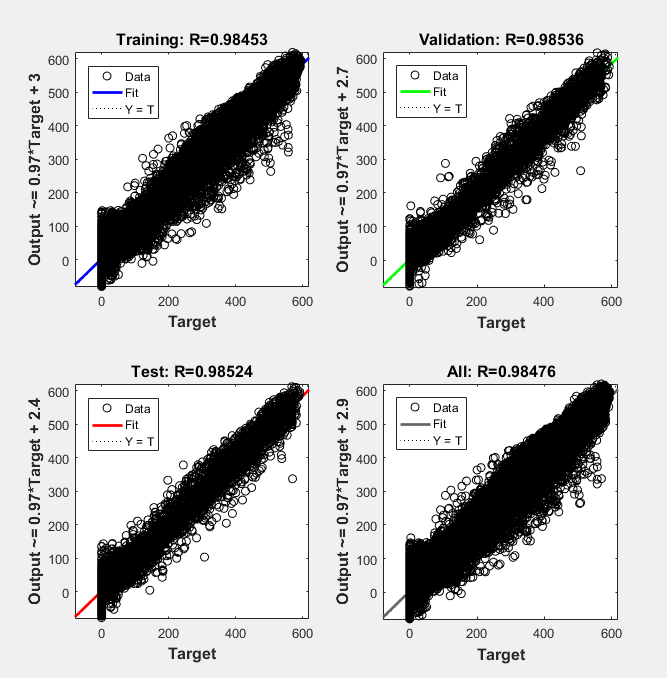 Training: R=0.98453
Output ~= 0.97*Target + 3
600
500
400
300
200
100
0
Data
Fit
Y = T
0 200 400 600
Target
Validation: R=0.98536
Output ~= 0.97*Target + 2.7
600
500
400
300
200
100
0
Data
Fit
Y = T
0 200 400 600
Target
Test: R=0.98524
Output ~= 0.97*Target + 2.4
600
500
400
300
200
100
0
Data
Fit
Y = T
0 200 400 600
Target
All: R=0.98476
Output ~= 0.97*Target + 2.9
600
500
400
300
200
100
0
Data
Fit
Y = T
0 200 400 600
Target